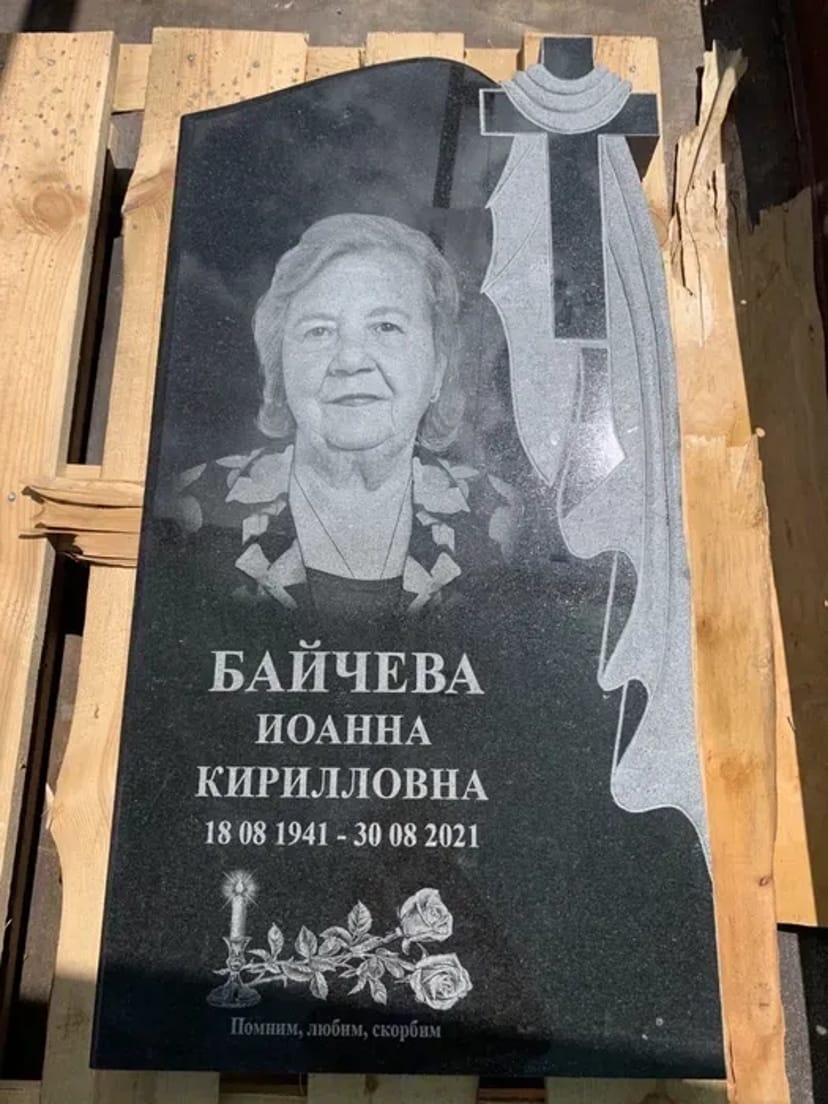 БАЙЧЕВА
ИОАННА
КИРИЛЛОВНА
18 08 1941 - 30 08 2021
Помним, любим, скорбим